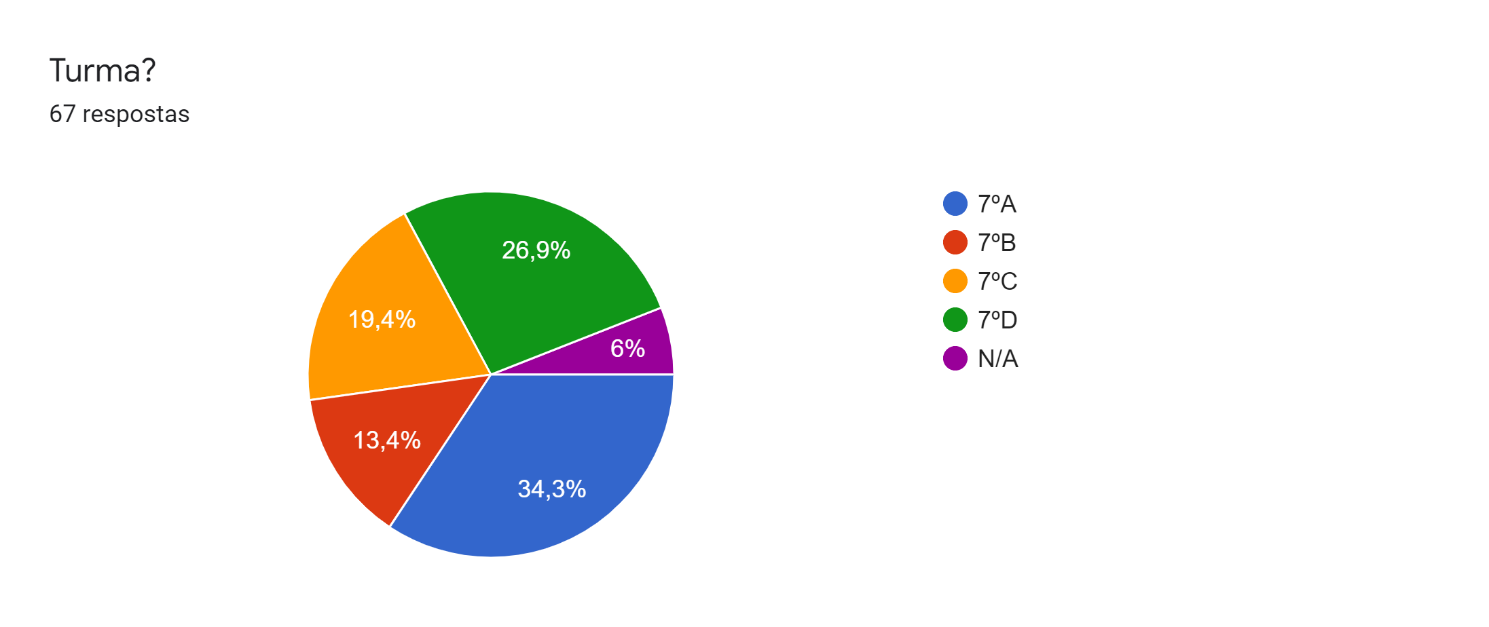 Turma?
67 respostas
26,9%
19,4%
6%
13,4%
34,3%
7ºA
7ºB
7ºC
7ºD
N/A